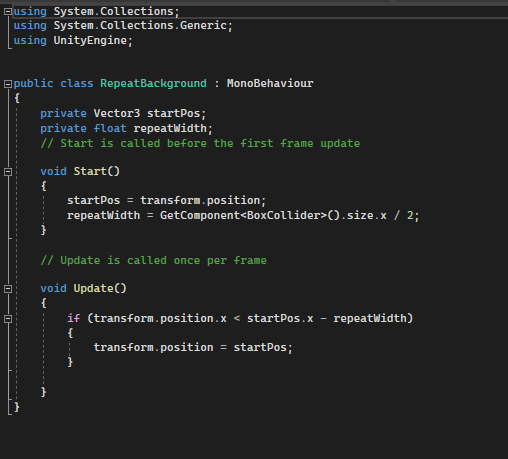 using System.Collections;
using System.Collections.Generic;
using UnityEngine;
public class RepeatBackground : MonoBehaviour
{
private Vector3 startPos;
private float repeatWidth;
// Start is called before the first frame update
void Start()
{
startPos = transform.position;
repeatWidth = GetComponent<BoxCollider>().size.x / 2;
}
// Update is called once per frame
void Update()
{
if (transform.position.x < startPos.x - repeatWidth)
{
transform.position = startPos;
}
}
}